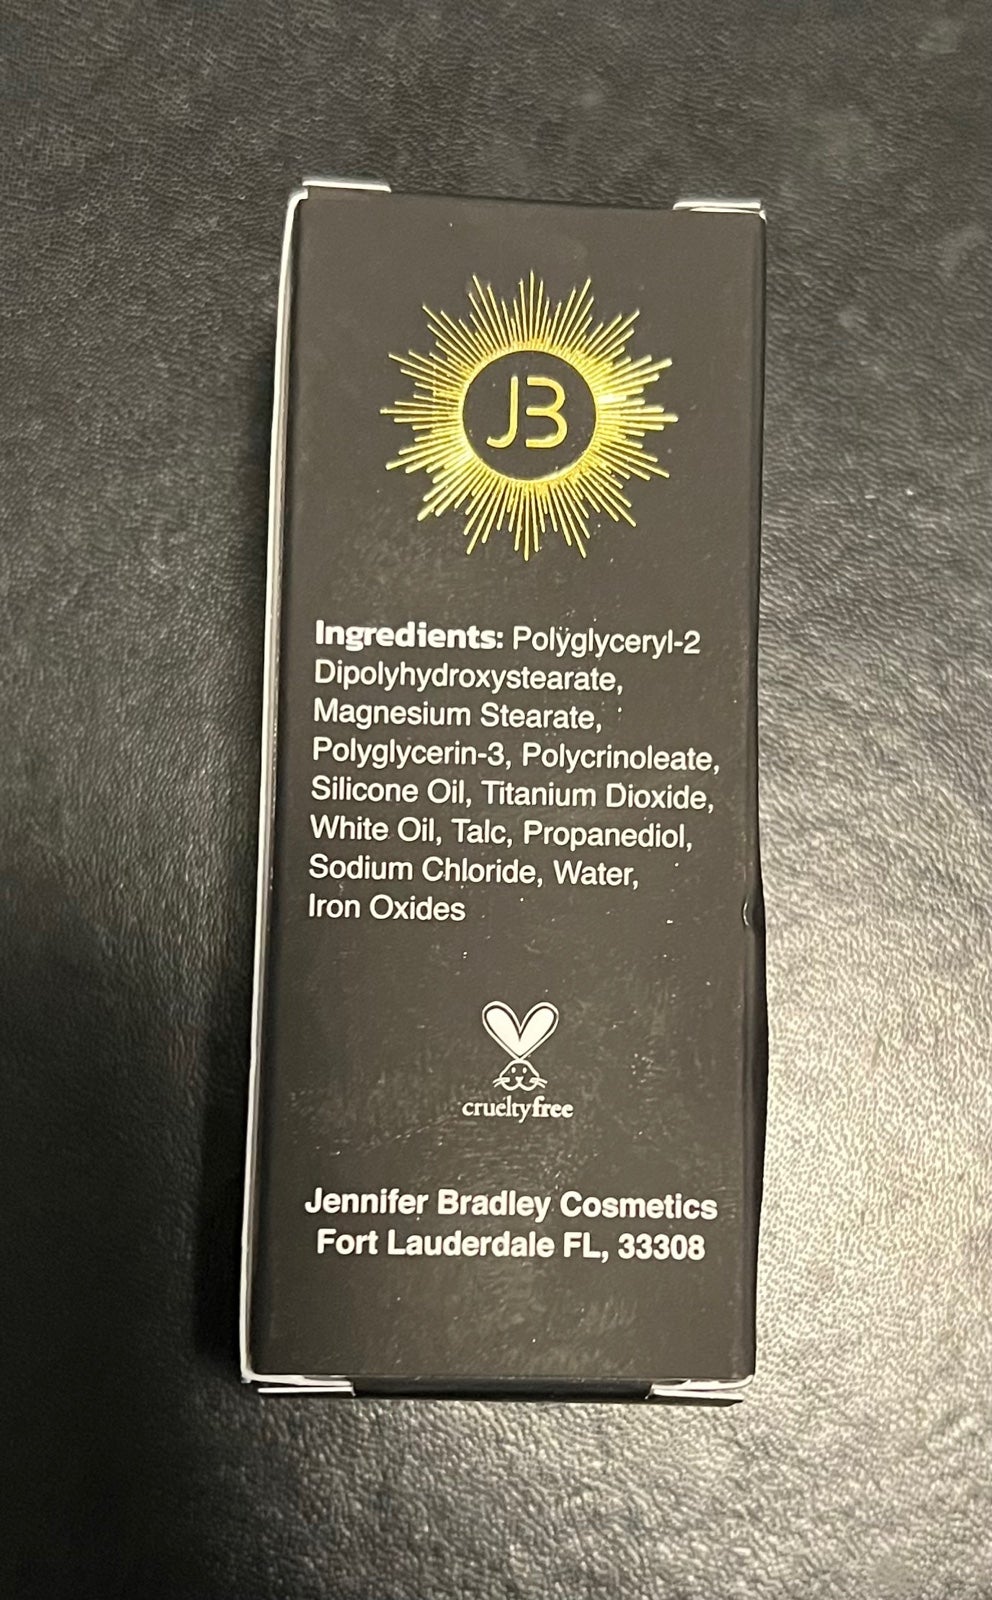 JB
Ingredients: Polyglyceryl-2
Dipolyhydroxystearate,
Magnesium Stearate,
Polyglycerin-3, Polycrinoleate,
Silicone Oil, Titanium Dioxide,
White Oil, Talc, Propanediol,
Sodium Chloride, Water,
Iron Oxides
crueltyfree
Jennifer Bradley Cosmetics
Fort Lauderdale FL, 33308